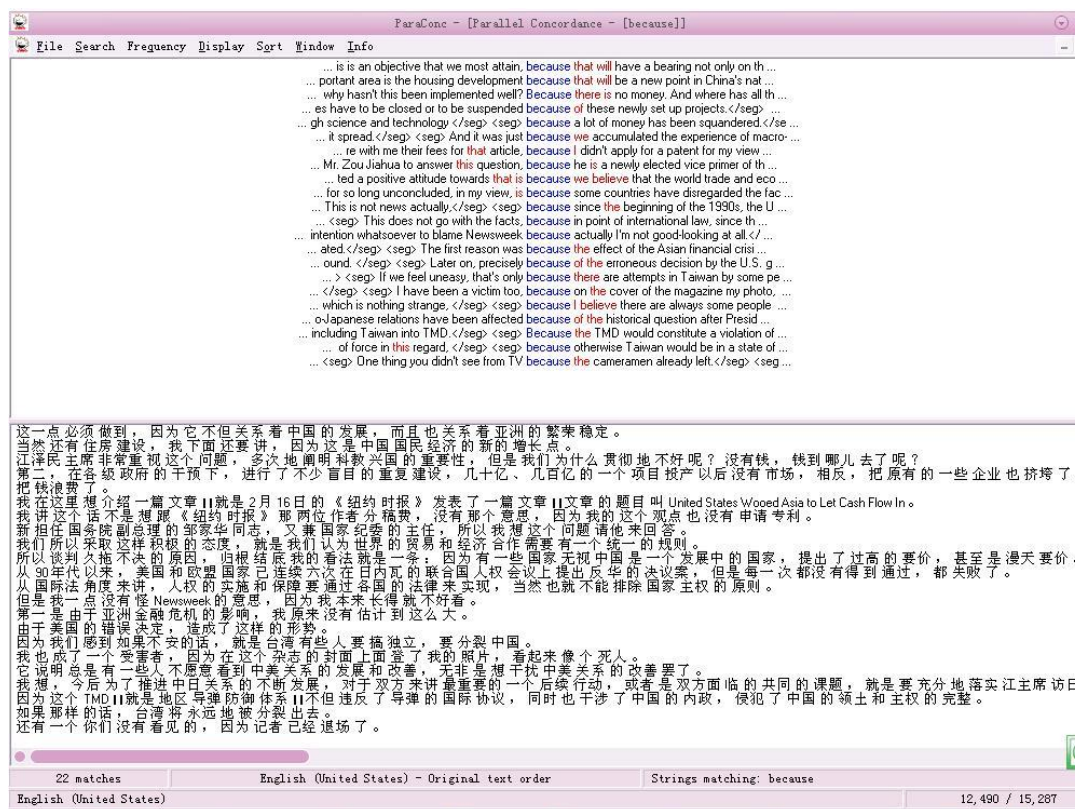 ParaConc - [Parallel Concordance - [because]]
File Search Frequency Display Sort Window Info
... is is an objective that we most attain, because that will have a bearing not only on th ...
... portant area is the housing development because that will be a new point in China's nat ...
... why hasn't this been implemented well? Because there is no money. And where has all th ...
... es have to be closed or to be suspended because of these newly set up projects.</seg> ...
... gh science and technology </seg> <seg> because a lot of money has been squandered.</se ...
... it spread.</seg> <seg> And it was just because we accumulated the experience of macro- ...
... re with me their fees for that article, because I didn't apply for a patent for my view ...
... Mr. Zou Jiahua to answer this question, because he is a newly elected vice primer of th ...
... ted a positive attitude towards that is because we believe that the world trade and eco ...
... for so long unconcluded, in my view, is because some countries have disregarded the fac ...
... This is not news actually,</seg> <seg> because since the beginning of the 1990s, the U ...
... <seg> This does not go with the facts, because in point of international law, since th ...
... intention whatsoever to blame Newsweek because actually I'm not good-looking at all.</ ...
... ated.</seg> <seg> The first reason was because the effect of the Asian financial crisi ...
... ound. </seg> <seg> Later on, precisely because of the erroneous decision by the U.S. g ...
... > <seg> If we feel uneasy, that's only because there are attempts in Taiwan by some pe ...
... </seg> <seg> I have been a victim too, because on the cover of the magazine my photo, ...
... which is nothing strange, </seg> <seg> because I believe there are always some people ...
... o-Japanese relations have been affected because of the historical question after Presid ...
... including Taiwan into TMD.</seg> <seg> Because the TMD would constitute a violation of ...
... of force in this regard, </seg> <seg> because otherwise Taiwan would be in a state of ...
... <seg> One thing you didn't see from TV because the cameramen already left.</seg> <seg ...
这一点必须做到，因为它不但关系着中国的发展，而且也关系着亚洲的繁荣稳定。
当然还有住房建设，我下面还要讲，因为这是中国国民经济的新的增长点。
江泽民主席非常重视这个问题，多次地阐明科教兴国的重要性，但是我们为什么贯彻地不好呢？没有钱，钱到哪儿去了呢？
第二，在各级政府的干预下，进行了不少盲目的重复建设，几十亿、几百亿的一个项目投产以后没有市场，相反，把原有的一些企业也挤垮了
把钱浪费了。
我在这里想介绍一篇文章||就是2月16日的《纽约时报》发表了一篇文章||文章的题目叫United States Wooed Asia to Let Cash Flow In。
我讲这个话不是想跟《纽约时报》那两位作者分稿费，没有那个意思，因为我的这个观点也没有申请专利。
新担任国务院副总理的邹家华同志，又兼国家纪委的主任，所以我想这个问题请他来回答。
我们所以采取这样积极的态度，就是我们认为世界的贸易和经济合作需要有一个统一的规则。
所以谈判久拖不决的原因，归根结底我的看法就是一条：因为有一些国家无视中国是一个发展中的国家，提出了过高的要价，甚至是漫天要价.
从90年代以来，美国和欧盟国家已连续六次在日内瓦的联合国人权会议上提出反华的决议案，但是每一次都没有得到通过，都失败了。
从国际法角度来讲，人权的实施和保障要通过各国的法律来实现，当然也就不能排除国家主权的原则。
但是我一点没有怪Newsweek的意思，因为我本来长得就不好看。
第一是由于亚洲金融危机的影响，我原来没有估计到这么大。
由于美国的错误决定，造成了这样的形势。
因为我们感到如果不安的话，就是台湾有些人要搞独立，要分裂中国。
我也成了一个受害者，因为在这个杂志的封面上面登了我的照片，看起来像个死人。
它说明总是有一些人不愿意看到中美关系的发展和改善，无非是想干扰中美关系的改善罢了。
我想，今后为了推进中日关系的不断发展，对于双方来讲最重要的一个后续行动，或者是双方面临的共同的课题，就是要充分地落实江主席访日
因为这个TMD||就是地区导弹防御体系||不但违反了导弹的国际协议，同时也干涉了中国的内政，侵犯了中国的领土和主权的完整。
如果那样的话，台湾将永远地被分裂出去。
还有一个你们没有看见的，因为记者已经退场了。
22 matches English (United States) - Original text order Strings matching: because
English (United States) 12,490 / 15,287